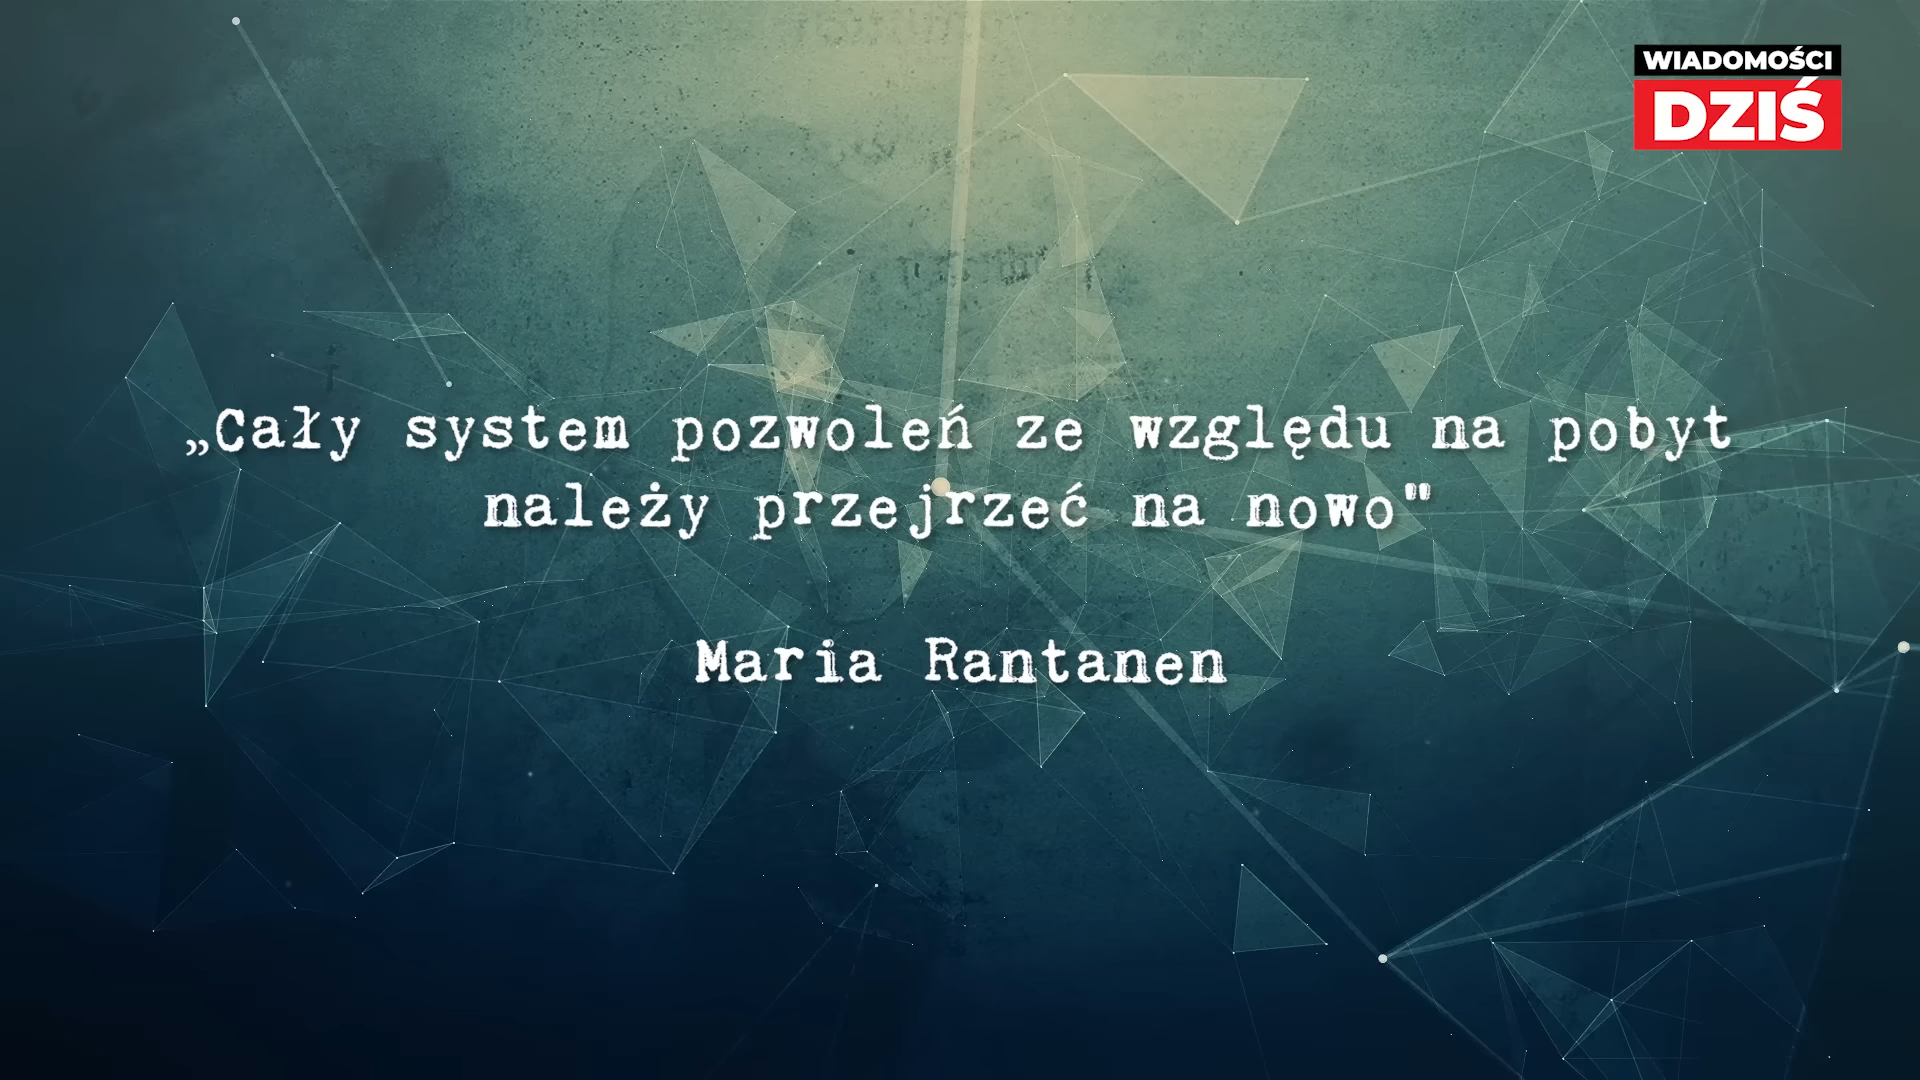 WIADOMOŚCI
DZIŚ
„Cały system pozwoleń ze względu na pobyt
należy przejrzeć na nowo"
Maria Rantanen